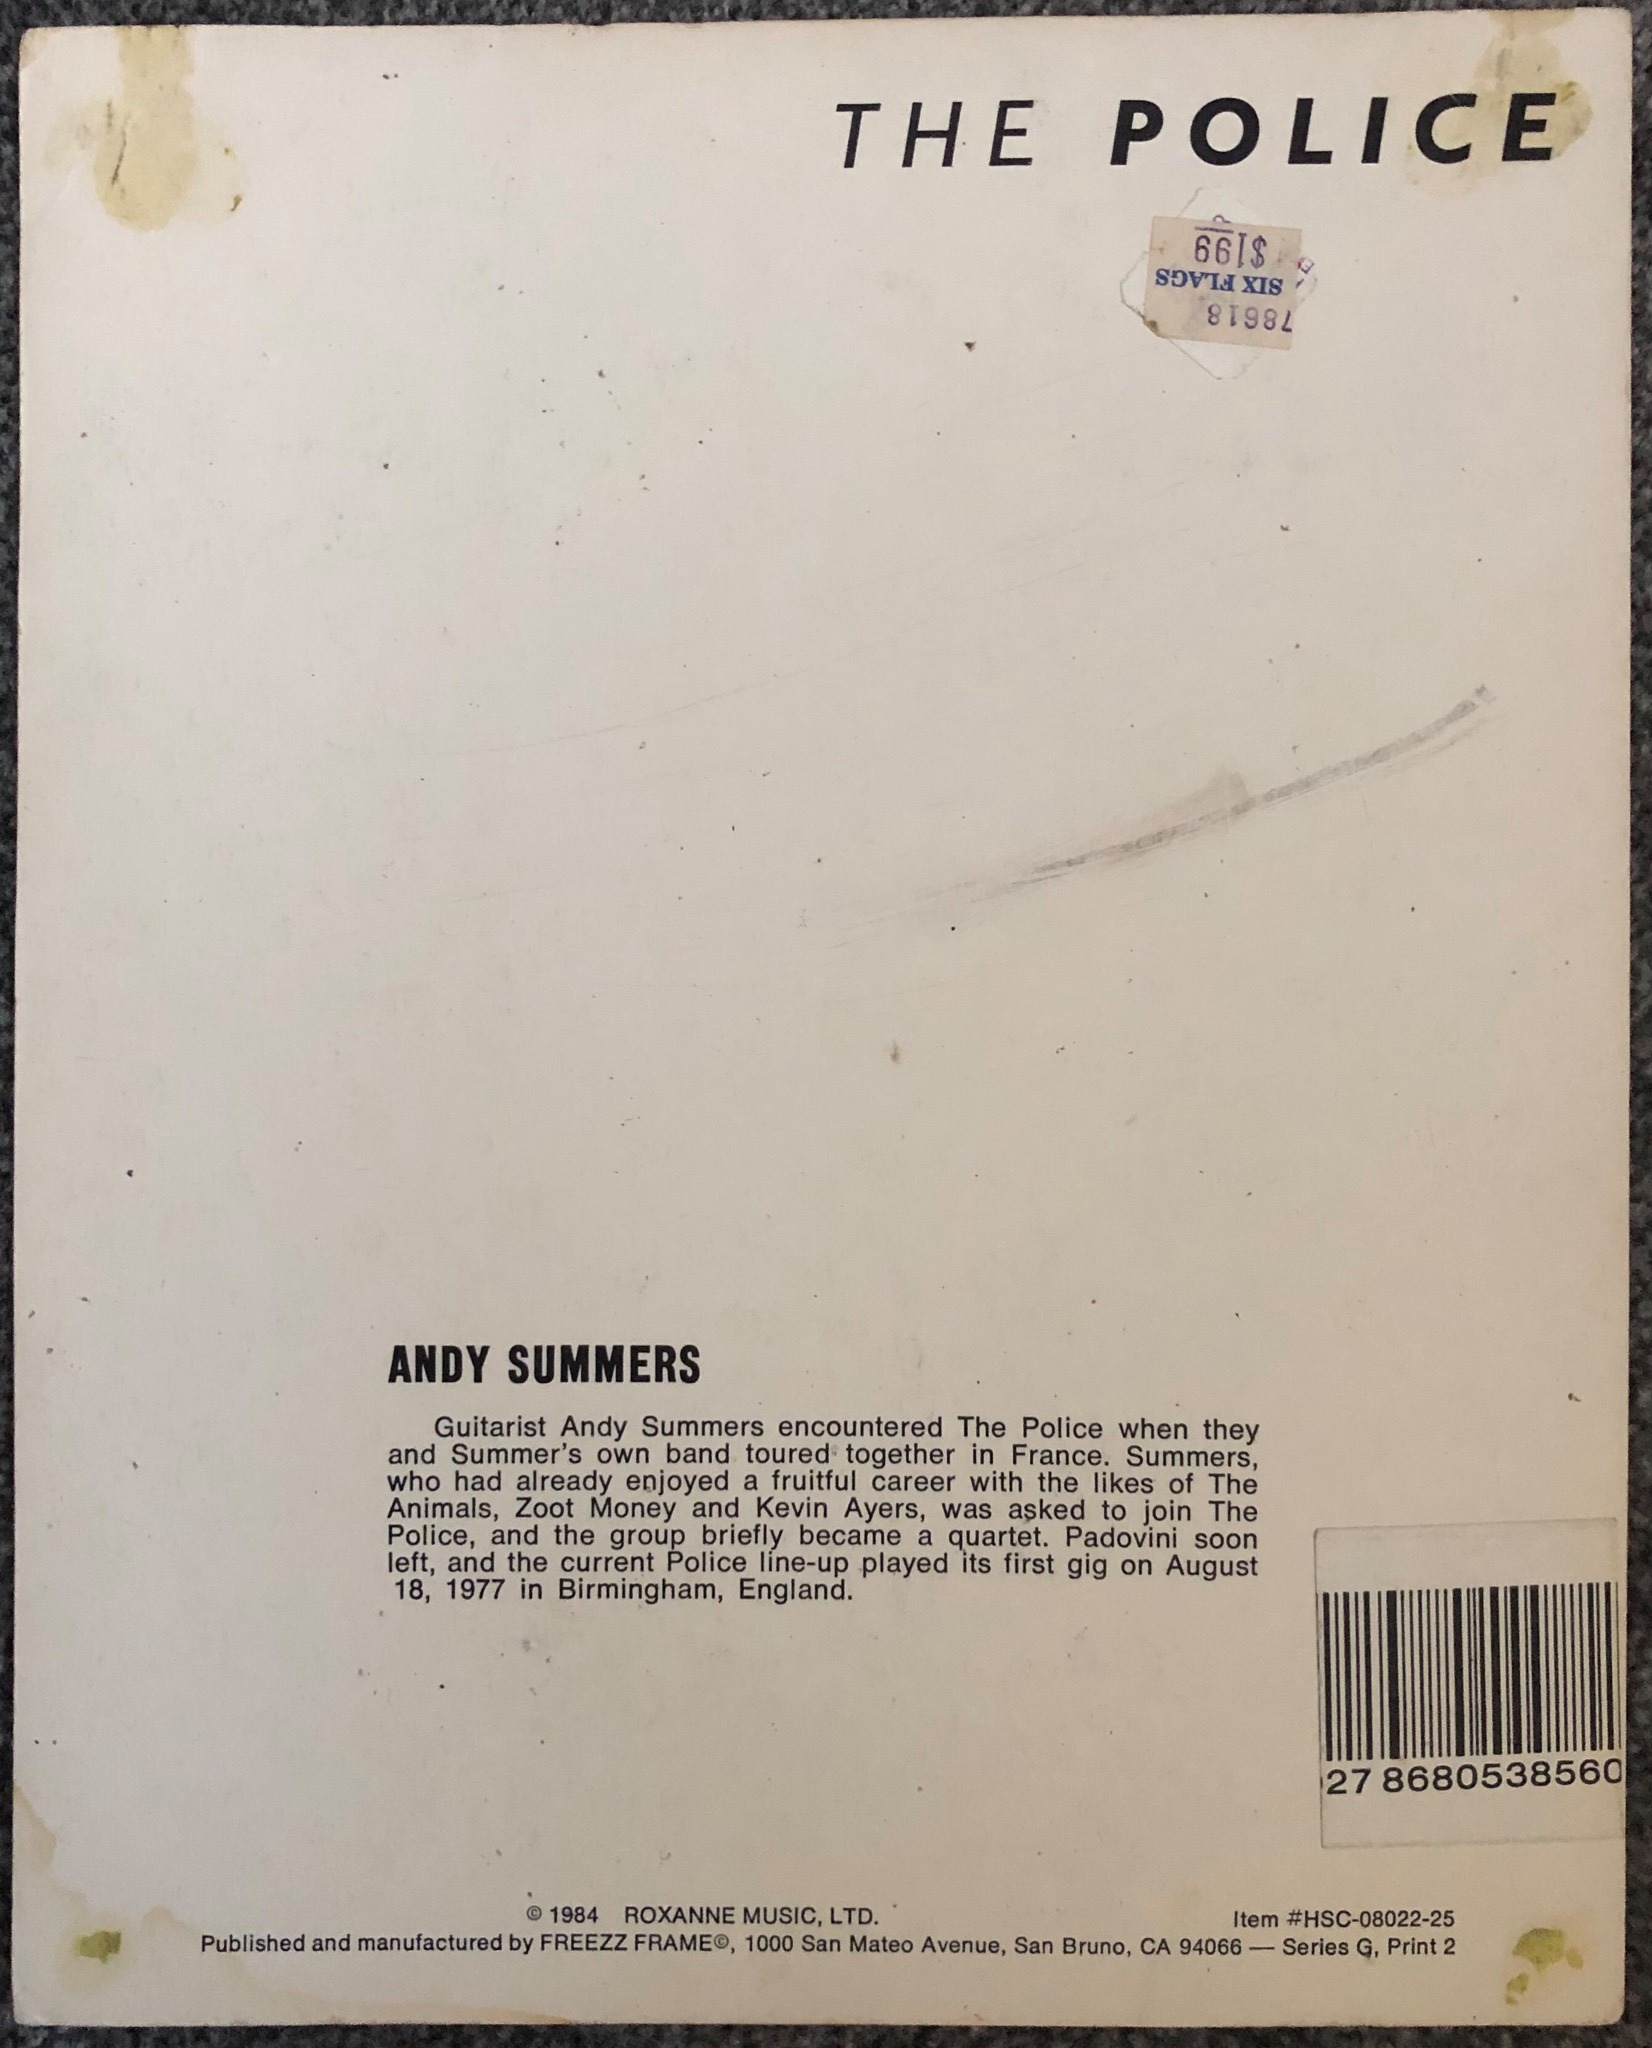 THE POLICE
$199
SIX FLAGS
78618
ANDY SUMMERS
Guitarist Andy Summers encountered The Police when they
and Summer's own band toured together in France. Summers,
who had already enjoyed a fruitful career with the likes of The
Animals, Zoot Money and Kevin Ayers, was asked to join The
Police, and the group briefly became a quartet. Padovini soon
left, and the current Police line-up played its first gig on August
18, 1977 in Birmingham, England.
27 8680538560
© 1984 ROXANNE MUSIC, LTD. Item #HSC-08022-25
Published and manufactured by FREEZZ FRAME©, 1000 San Mateo Avenue, San Bruno, CA 94066 — Series G, Print 2